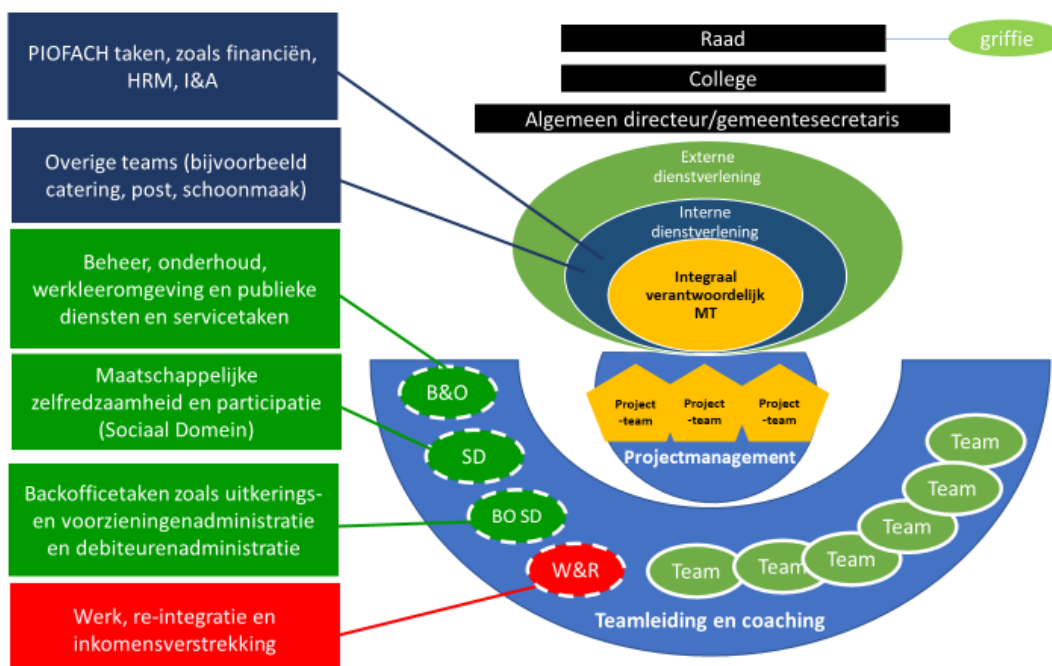 PIOFACH taken, zoals financiën,
HRM, I&A
Overige teams (bijvoorbeeld
catering, post, schoonmaak)
Beheer, onderhoud,
werkleeromgeving en publieke
diensten en servicetaken
Maatschappelijke
zelfredzaamheid en participatie
(Sociaal Domein)
Backofficetaken zoals uitkerings-
en voorzieningenadministratie
en debiteurenadministratie
Werk, re-integratie en
inkomensverstrekking
Raad
griffie
College
Algemeen directeur/gemeentesecretaris
Externe
dienstverlening
Interne
dienstverlening
Integraal
verantwoordelijk
MT
Project
-team
Project
-team
Project
-team
Projectmanagement
B&O
SD
BO SD
W&R
Team
Team
Team
Team
Team
Team
Teamleiding en coaching